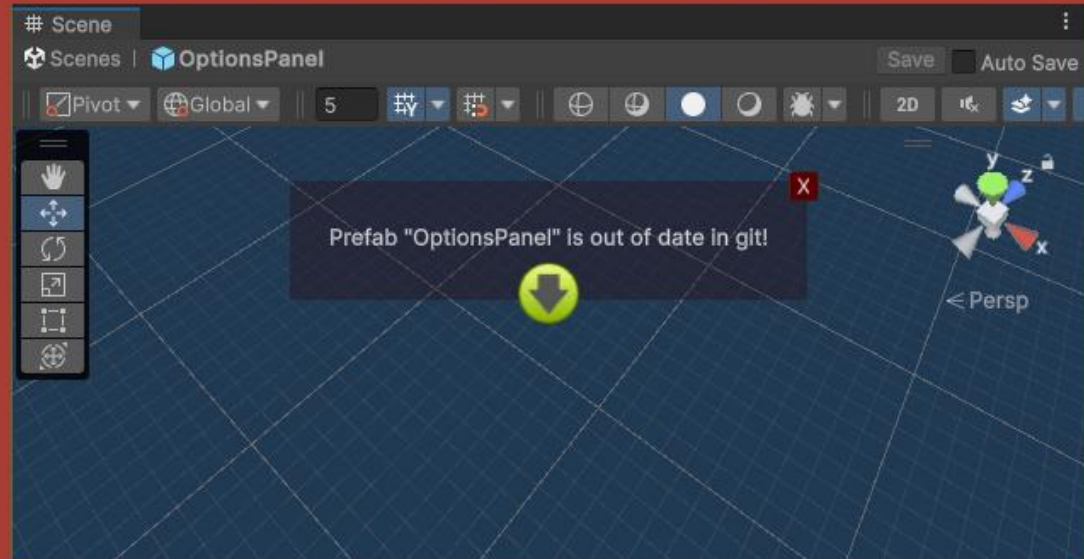 Scene
Scenes | OptionsPanel Save Auto Save
Pivot Global 5 2D
X
Prefab "OptionsPanel" is out of date in git!
y
z
x
< Persp